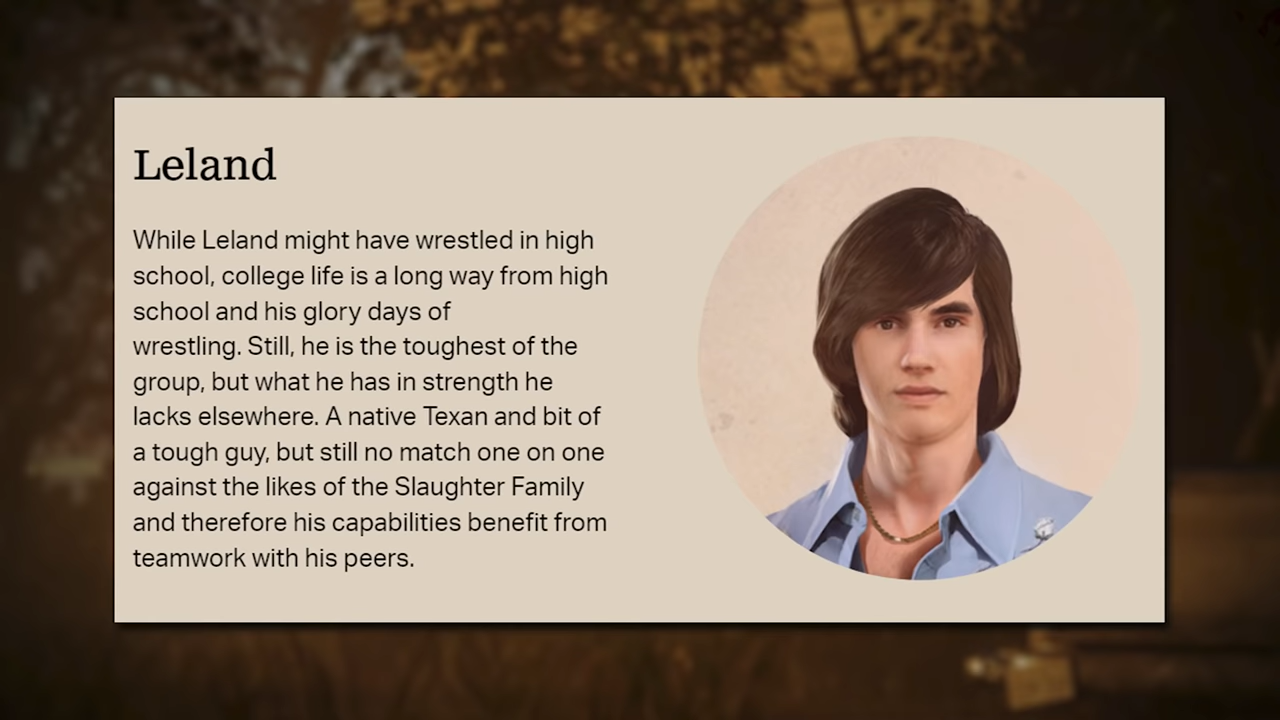 Leland
While Leland might have wrestled in high
school, college life is a long way from high
school and his glory days of
wrestling. Still, he is the toughest of the
group, but what he has in strength he
lacks elsewhere. A native Texan and bit of
a tough guy, but still no match one on one
against the likes of the Slaughter Family
and therefore his capabilities benefit from
teamwork with his peers.